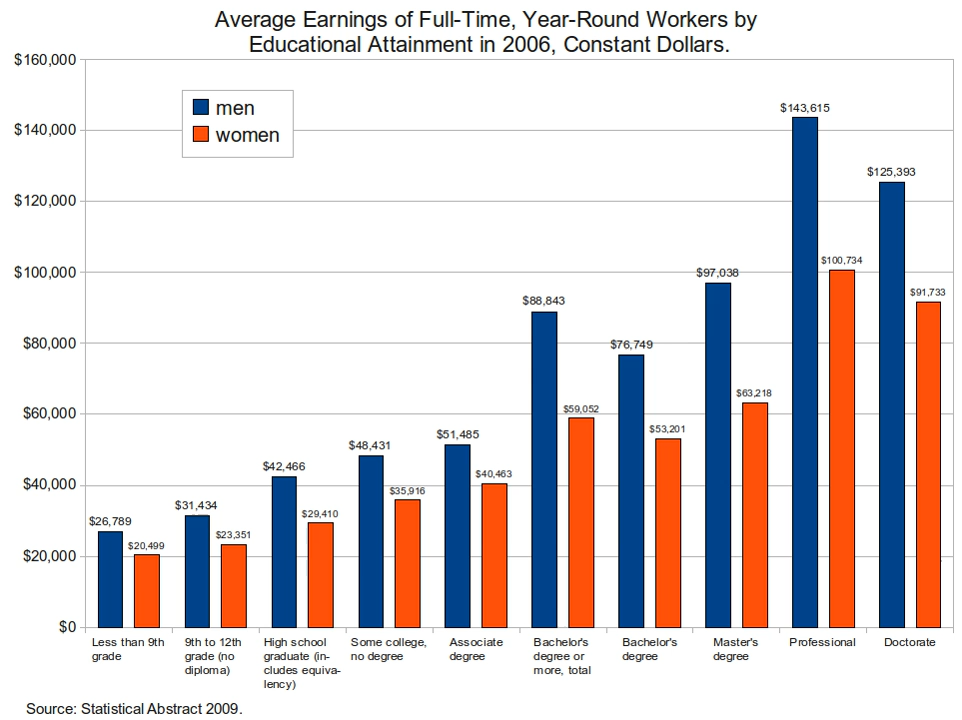 Average Earnings of Full-Time, Year-Round Workers by
Educational Attainment in 2006, Constant Dollars.
$160,000
$140,000
$120,000
$100,000
$80,000
$60,000
$40,000
$20,000
$0
men
women
$26,789
$20,499
$31,434
$23,351
$42,466
$29,410
$48,431
$35,916
$51,485
$40,463
$88,843
$59,052
$76,749
$53,201
$97,038
$63,218
$143,615
$100,734
$125,393
$91,733
Less than 9th
grade
9th to 12th
grade (no
diploma)
High school
graduate (in-
cludes equiva-
lency)
Some college,
no degree
Associate
degree
Bachelor's
degree or
more, total
Bachelor's
degree
Master's
degree
Professional
Doctorate
Source: Statistical Abstract 2009.